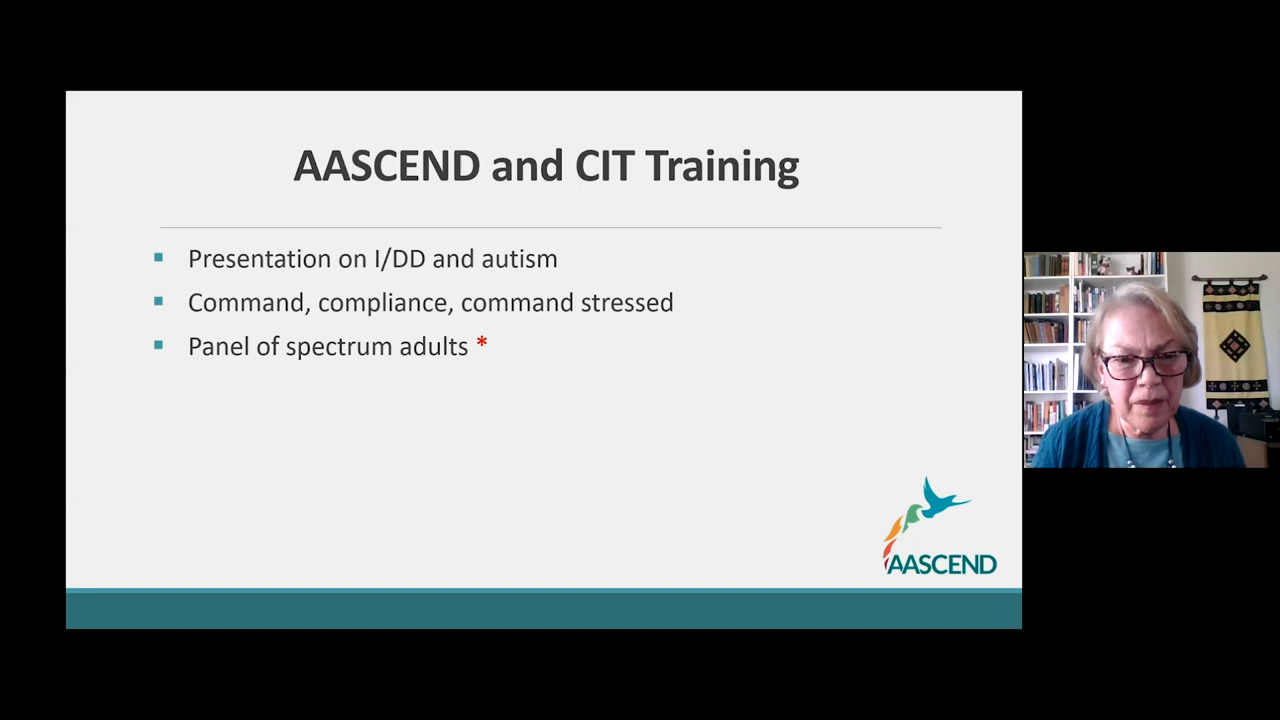 AASCEND and CIT Training
Presentation on I/DD and autism
Command, compliance, command stressed
Panel of spectrum adults *
AASCEND